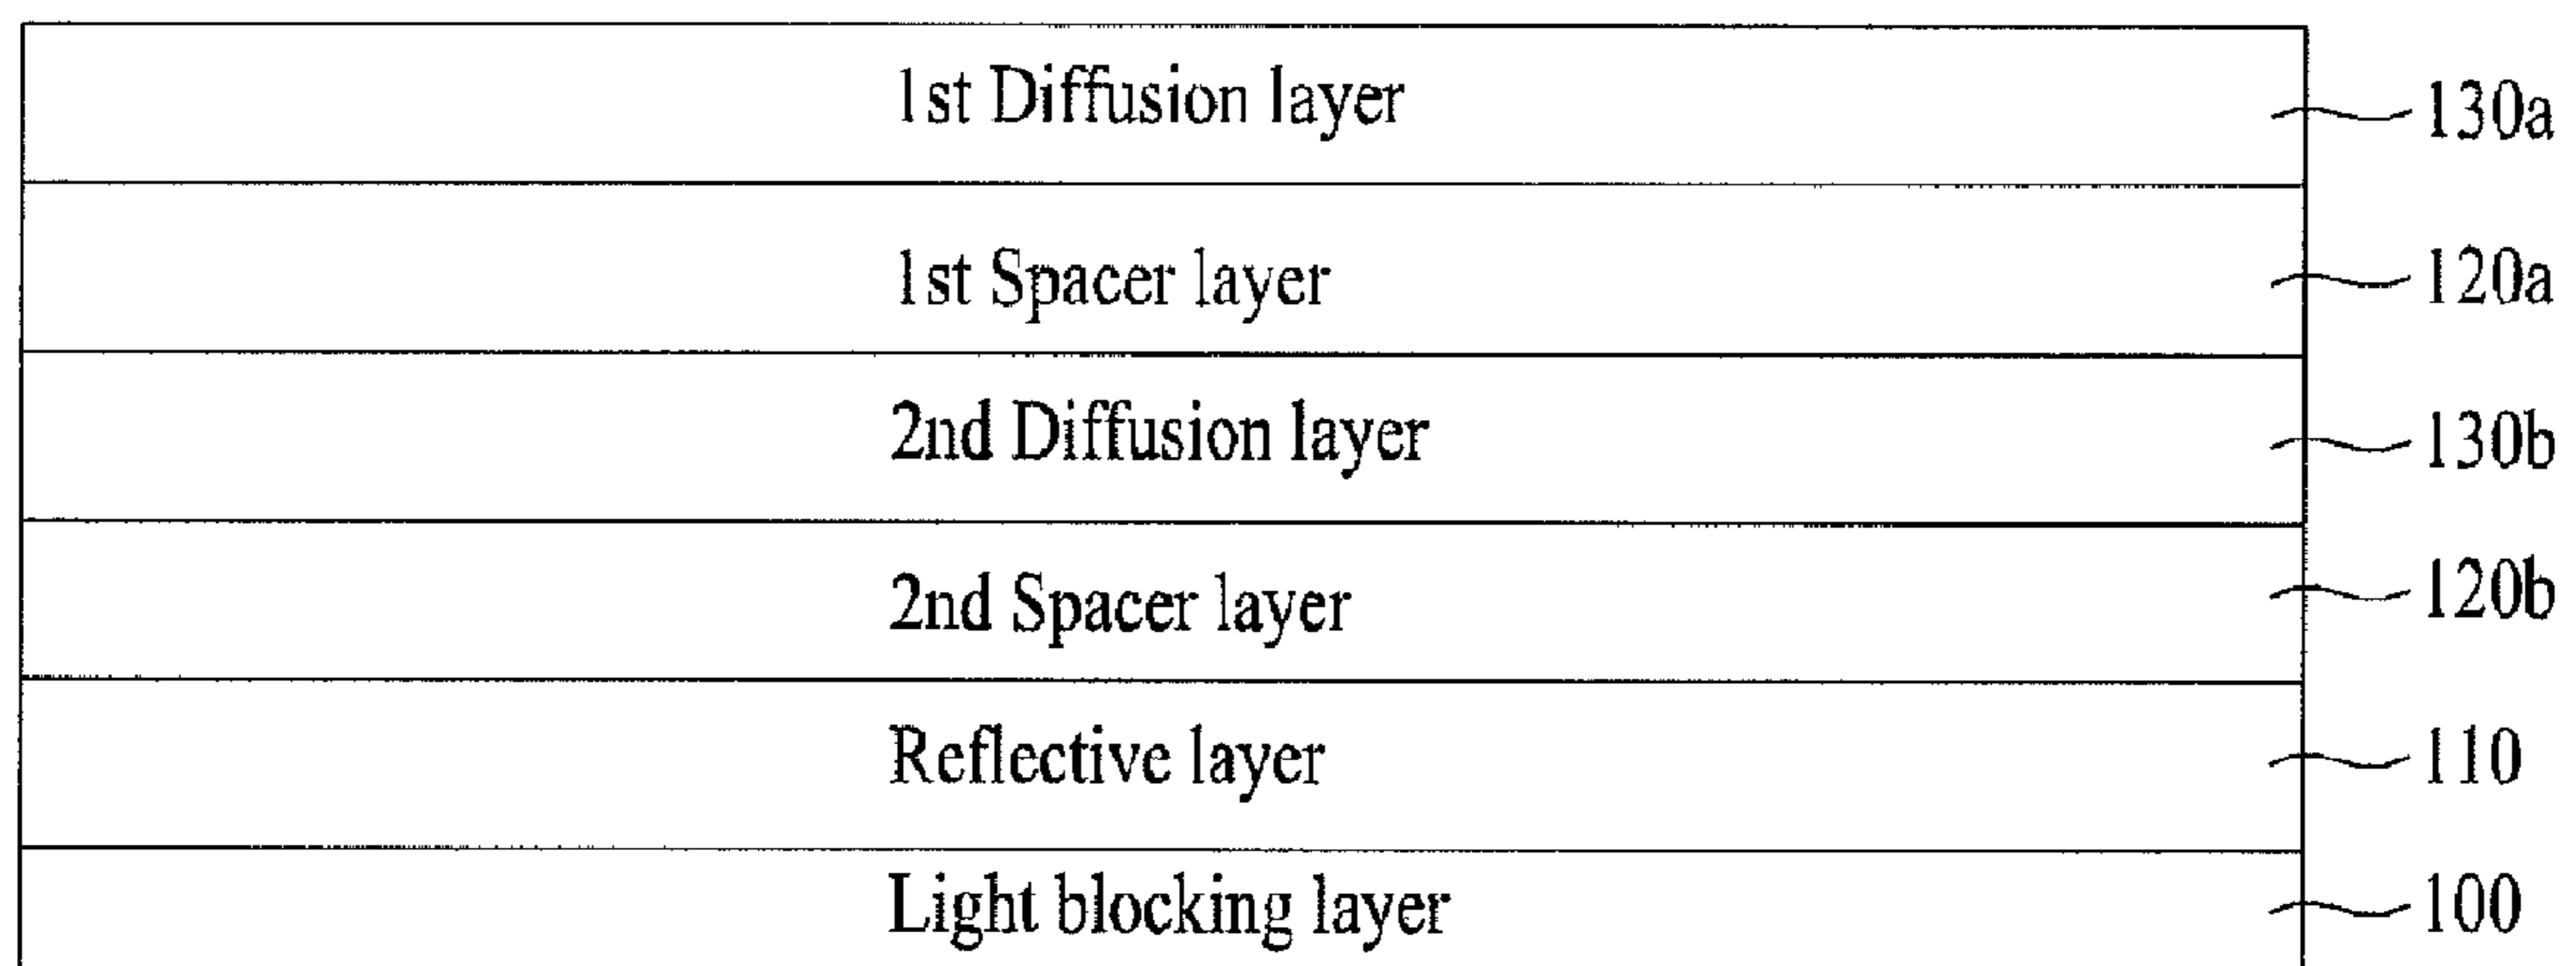 1st Diffusion layer 130a
1st Spacer layer 120a
2nd Diffusion layer 130b
2nd Spacer layer 120b
Reflective layer 110
Light blocking layer 100